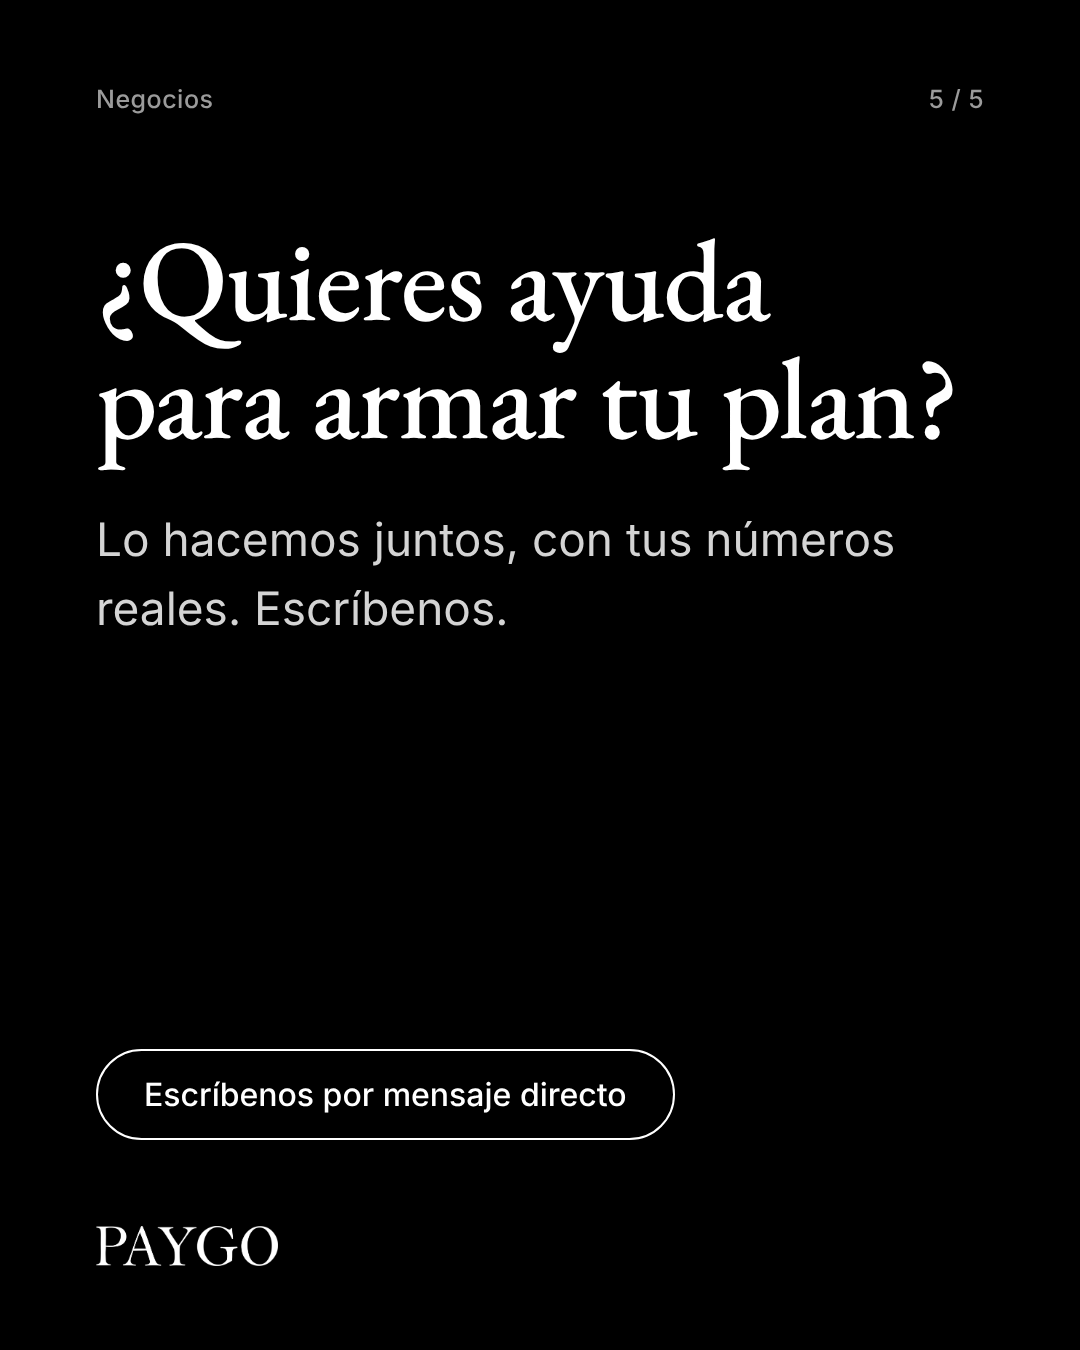 Negocios
5 / 5
¿Quieres ayuda
para armar tu plan?
Lo hacemos juntos, con tus números
reales. Escríbenos.
Escríbenos por mensaje directo
PAYGO